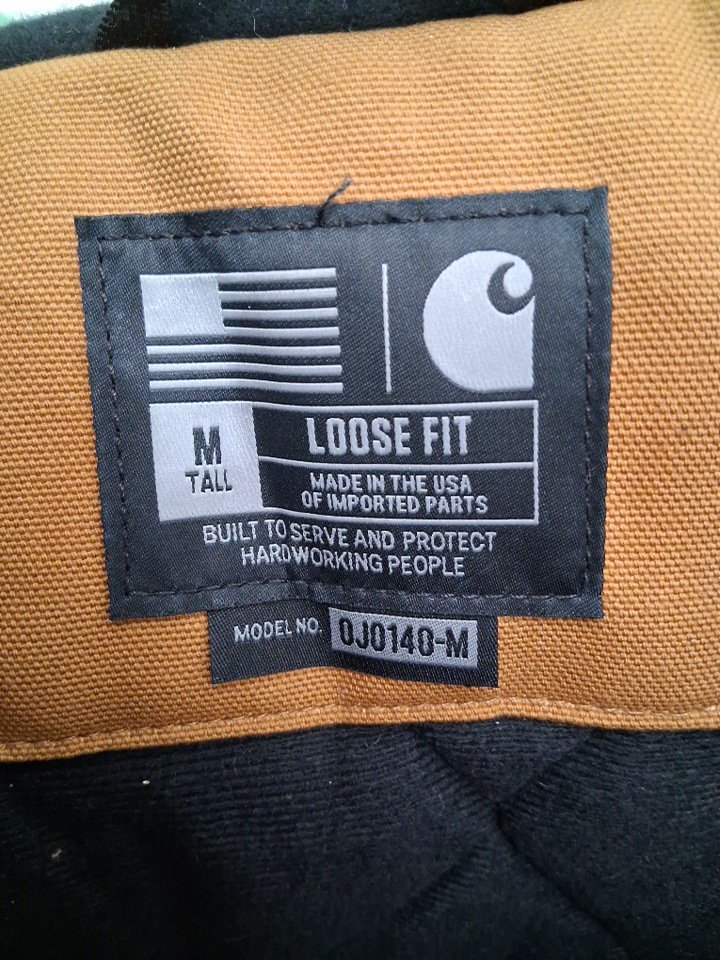 M
TALL
LOOSE FIT
MADE IN THE USA
OF IMPORTED PARTS
BUILT TO SERVE AND PROTECT
HARDWORKING PEOPLE
MODEL NO. 0J0140-M